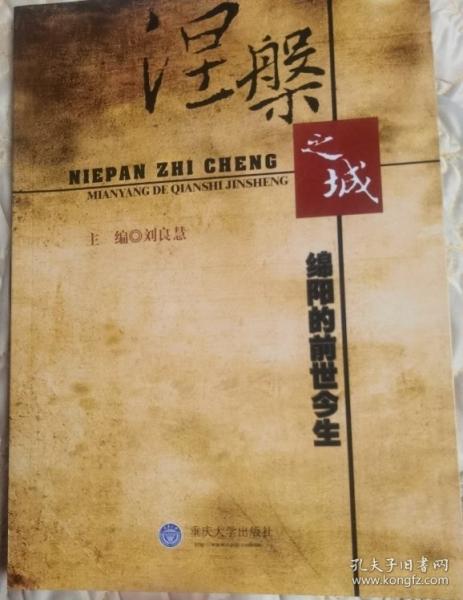 涅槃
之城
NIEPAN ZHI CHENG
MIANYANG DE QIANSHI JINSHENG
主 编◎刘良慧
绵阳的前世今生
重庆大学出版社
孔夫子旧书网
www.kongfz.com